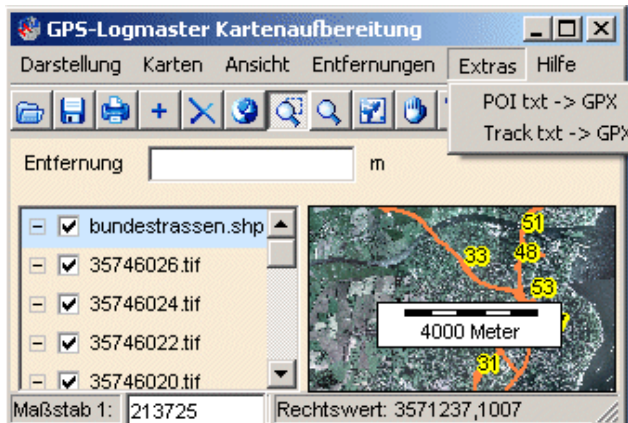 GPS-Logmaster Kartenaufbereitung
Darstellung Karten Ansicht Entfernungen Extras Hilfe
POI txt -> GPX
Track txt -> GPX
Entfernung m
bundestrassen.shp
35746026.tif
35746024.tif
35746022.tif
35746020.tif
51
33
48
53
4000 Meter
31
Maßstab 1: 213725 Rechtswert: 3571237,1007